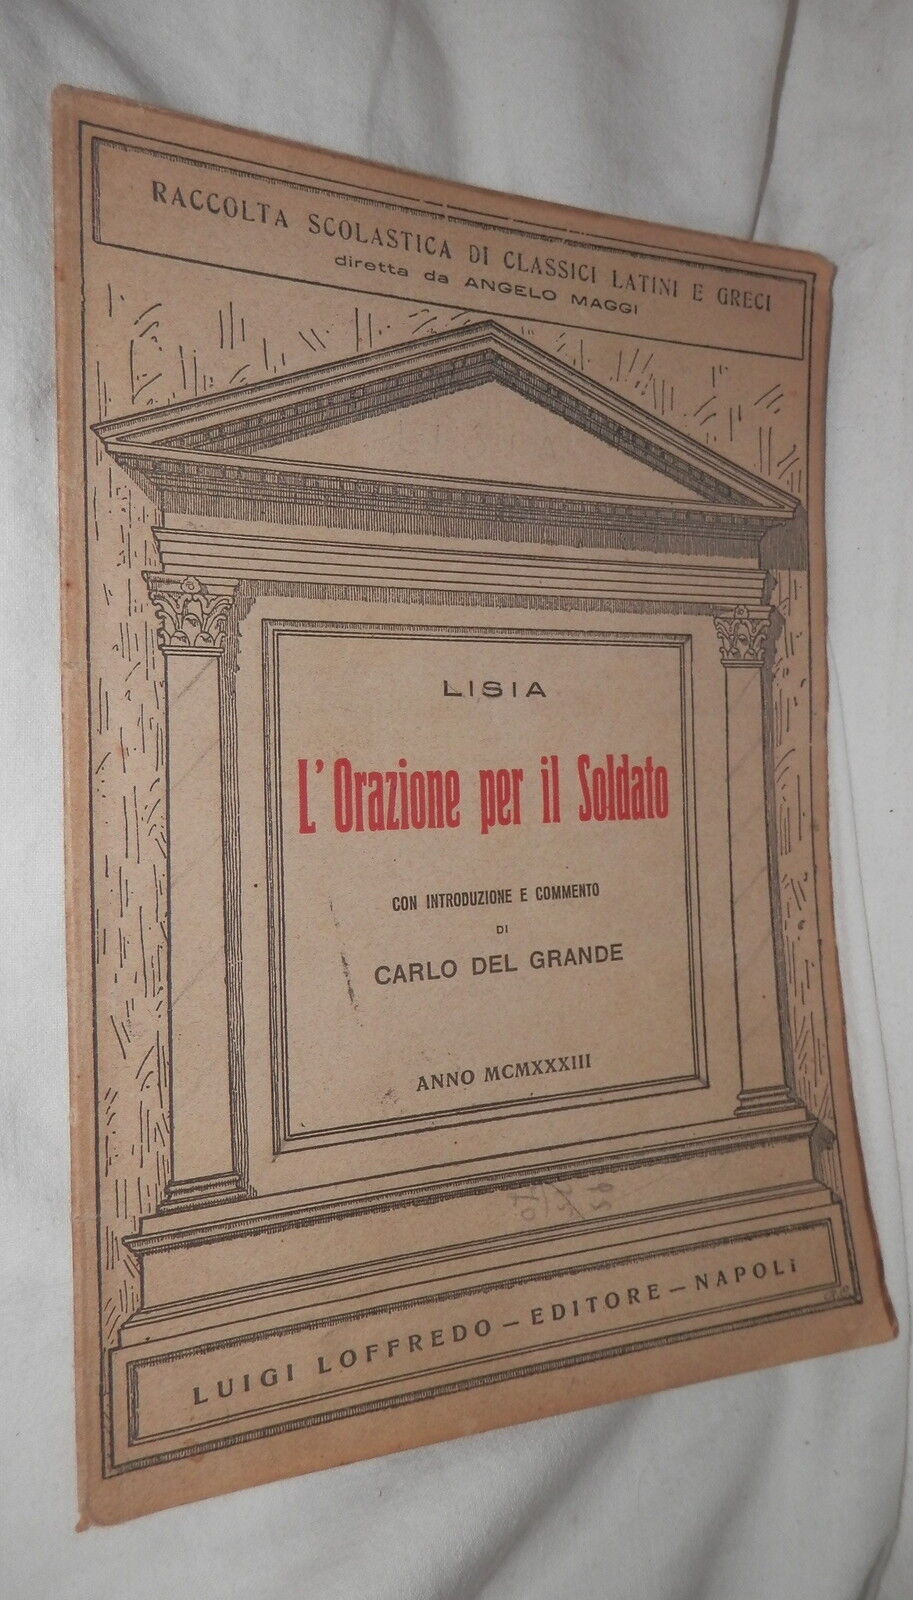 RACCOLTA SCOLASTICA DI CLASSICI LATINI E GRECI
diretta da ANGELO MAGGI
LISIA
L'Orazione per il Soldato
CON INTRODUZIONE E COMMENTO
DI
CARLO DEL GRANDE
ANNO MCMXXXIII
LUIGI LOFFREDO — EDITORE — NAPOLI